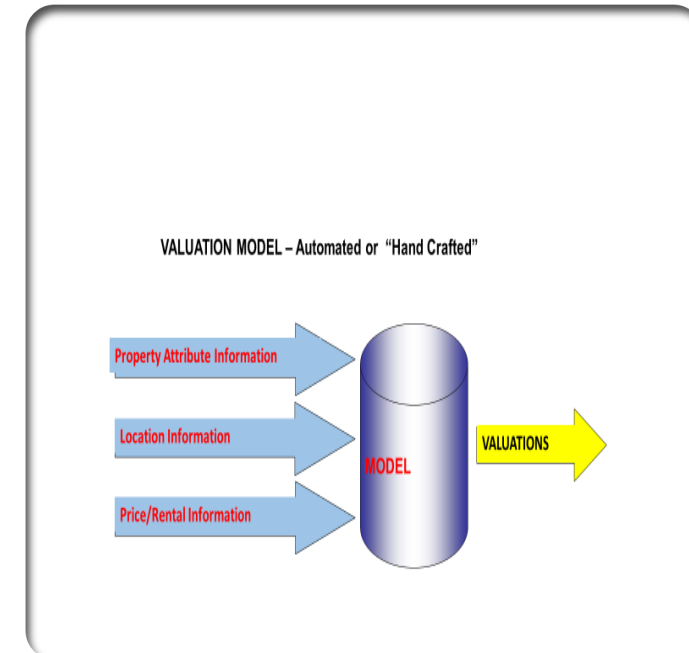 VALUATION MODEL – Automated or “Hand Crafted”
Property Attribute Information
Location Information
MODEL
VALUATIONS
Price/Rental Information